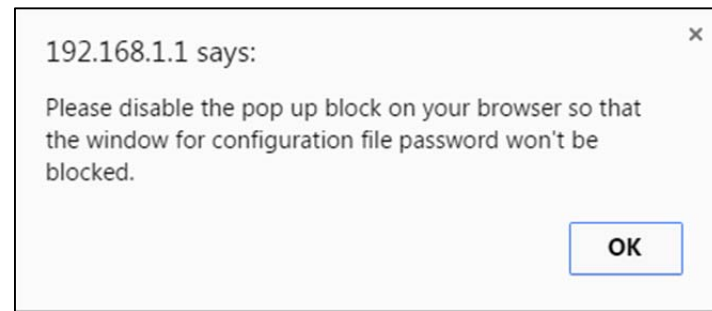 192.168.1.1 says:
Please disable the pop up block on your browser so that
the window for configuration file password won't be
blocked.
OK